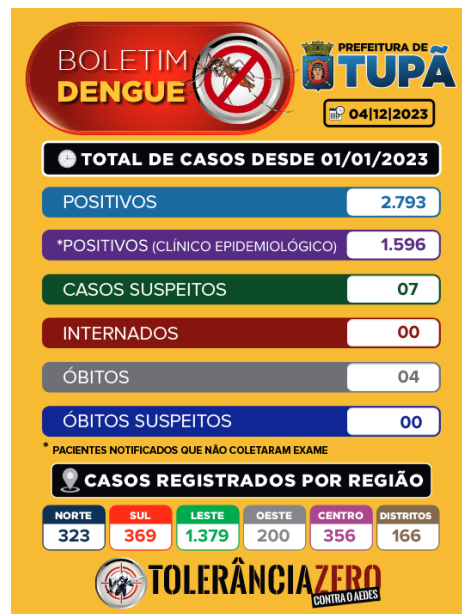 BOLETIM
DENGUE
PREFEITURA DE
TUPÃ
04|12|2023
TOTAL DE CASOS DESDE 01/01/2023
POSITIVOS 2.793
*POSITIVOS (CLÍNICO EPIDEMIOLÓGICO) 1.596
CASOS SUSPEITOS 07
INTERNADOS 00
ÓBITOS 04
ÓBITOS SUSPEITOS 00
* PACIENTES NOTIFICADOS QUE NÃO COLETARAM EXAME
CASOS REGISTRADOS POR REGIÃO
NORTE SUL LESTE OESTE CENTRO DISTRITOS
323 369 1.379 200 356 166
TOLERÂNCIA ZERO
CONTRA O AEDES